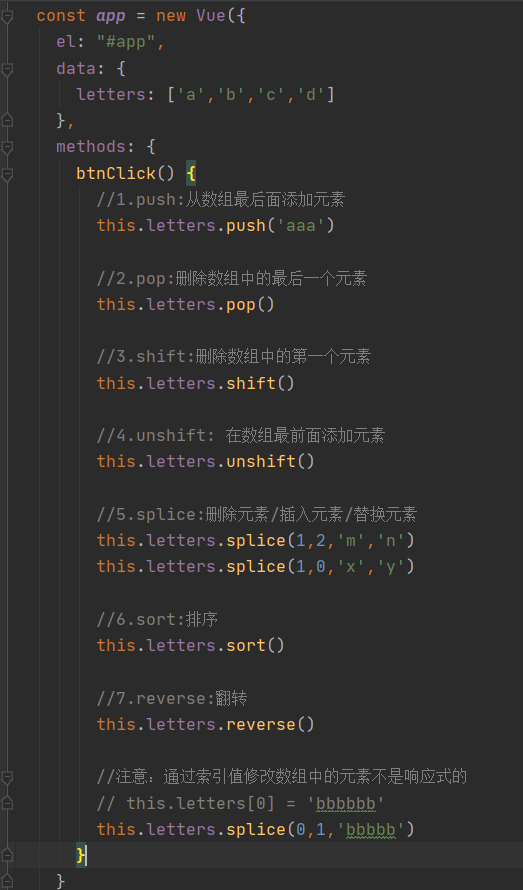 const app = new Vue({
el: "#app",
data: {
letters: ['a','b','c','d']
},
methods: {
btnClick() {
//1.push:从数组最后面添加元素
this.letters.push('aaa')
//2.pop:删除数组中的最后一个元素
this.letters.pop()
//3.shift:删除数组中的第一个元素
this.letters.shift()
//4.unshift: 在数组最前面添加元素
this.letters.unshift()
//5.splice:删除元素/插入元素/替换元素
this.letters.splice(1,2,'m','n')
this.letters.splice(1,0,'x','y')
//6.sort:排序
this.letters.sort()
//7.reverse:翻转
this.letters.reverse()
//注意：通过索引值修改数组中的元素不是响应式的
// this.letters[0] = 'bbbbbb'
this.letters.splice(0,1,'bbbbb')
}
}